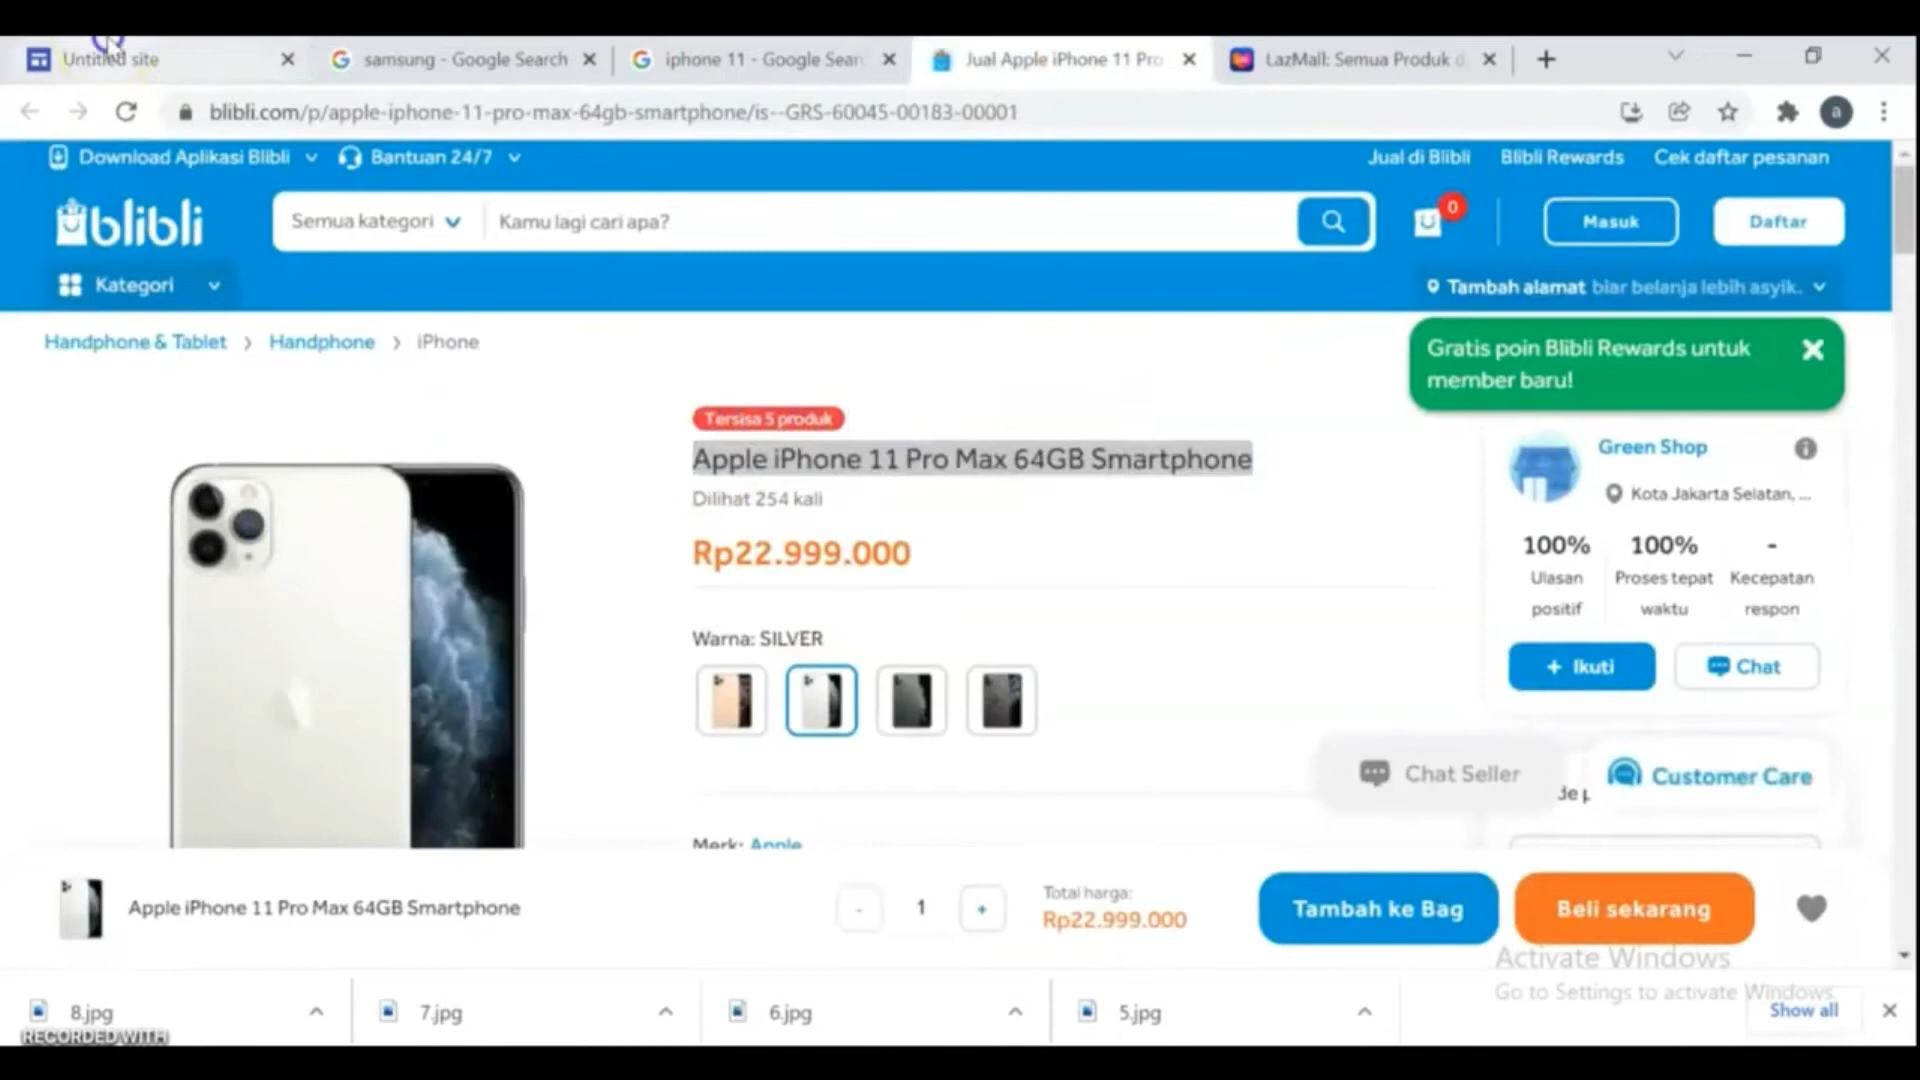 Untitled site
samsung - Google Search
iphone 11 - Google Sear
Jual Apple iPhone 11 Pro
LazMall: Semua Produk d
blibli.com/p/apple-iphone-11-pro-max-64gb-smartphone/is--GRS-60045-00183-00001
a
Download Aplikasi Blibli
Bantuan 24/7
Jual di Blibli
Blibli Rewards
Cek daftar pesanan
blibli
Semua kategori
Kamu lagi cari apa?
0
Masuk
Daftar
Kategori
Tambah alamat biar belanja lebih asyik.
Handphone & Tablet > Handphone > iPhone
Gratis poin Blibli Rewards untuk
member baru!
Tersisa 5 produk
Apple iPhone 11 Pro Max 64GB Smartphone
Dilihat 254 kali
Rp22.999.000
Green Shop
Kota Jakarta Selatan, ...
100% 100% -
Ulasan Proses tepat Kecepatan
positif waktu respon
+ Ikuti
Chat
Warna: SILVER
Chat Seller
Customer Care
Merk: Apple
Apple iPhone 11 Pro Max 64GB Smartphone
- 1 +
Total harga:
Rp22.999.000
Tambah ke Bag
Beli sekarang
Activate Windows
Go to Settings to activate Windows.
8.jpg
7.jpg
6.jpg
5.jpg
Show all
RECORDED WITH